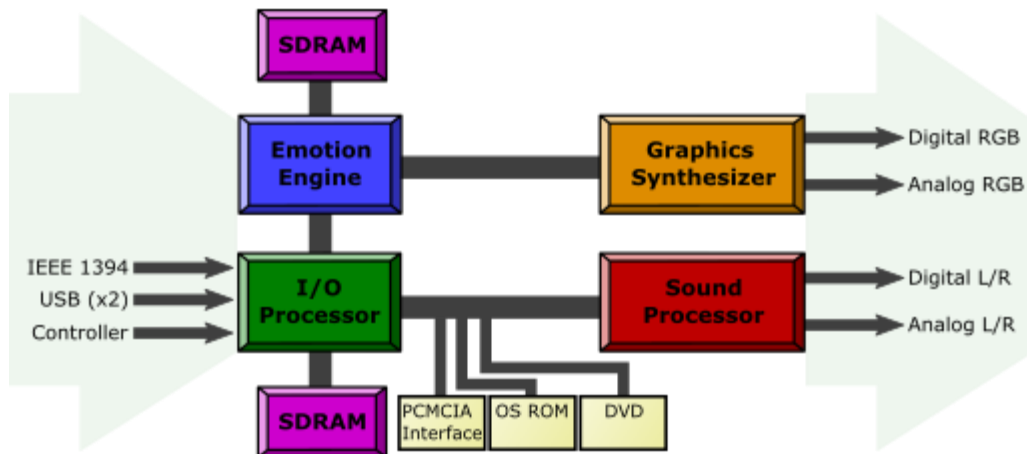 SDRAM
Emotion
Engine
Graphics
Synthesizer
Digital RGB
Analog RGB
IEEE 1394
USB (x2)
Controller
I/O
Processor
Sound
Processor
Digital L/R
Analog L/R
SDRAM
PCMCIA
Interface
OS ROM
DVD